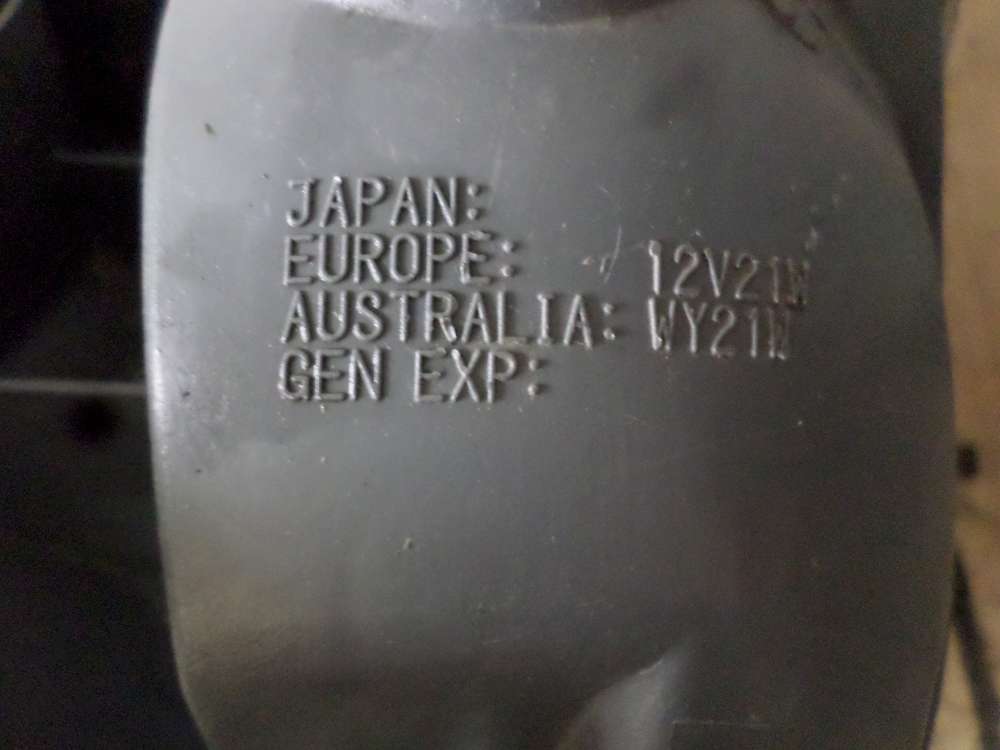 JAPAN:
EUROPE: 12V21W
AUSTRALIA: WY21W
GEN EXP: